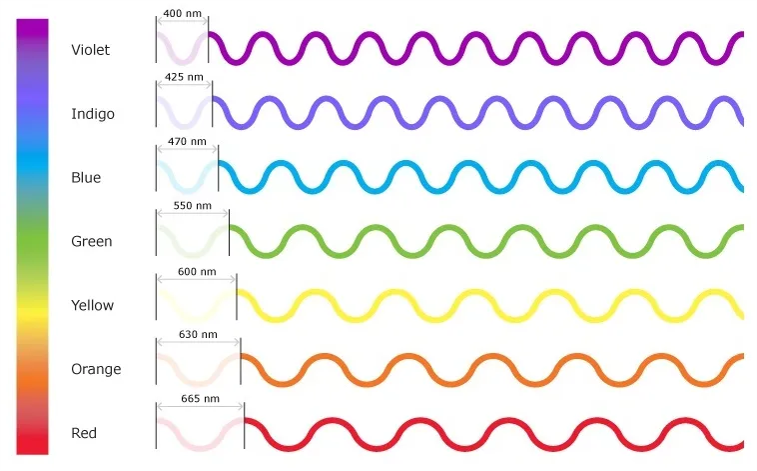 400 nm
Violet
425 nm
Indigo
470 nm
Blue
550 nm
Green
600 nm
Yellow
630 nm
Orange
665 nm
Red